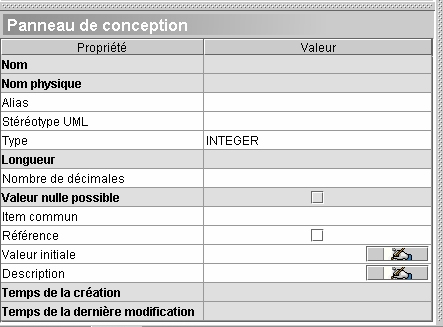 Panneau de conception
Propriété Valeur
Nom
Nom physique
Alias
Stéréotype UML
Type INTEGER
Longueur
Nombre de décimales
Valeur nulle possible
Item commun
Référence
Valeur initiale
Description
Temps de la création
Temps de la dernière modification